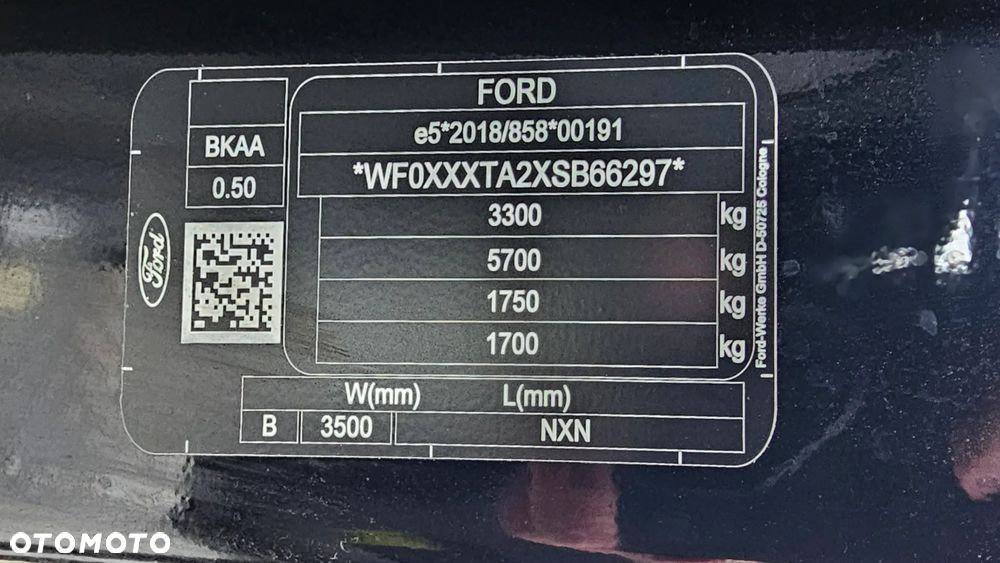 FORD
BKAA
e5*2018/858*00191
0.50
*WF0XXXTA2XSB66297*
3300 kg
5700 kg
1750 kg
1700 kg
Ford
Ford-Werke GmbH D-50725 Cologne
W(mm) L(mm)
B 3500 NXN
OTOMOTO